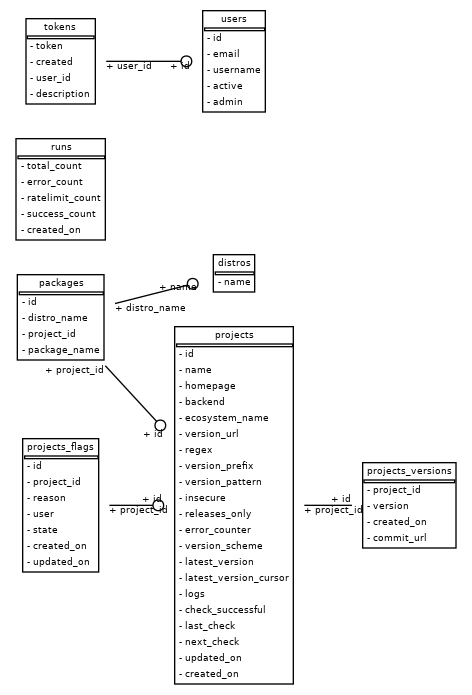 tokens
- token
- created
- user_id
- description
+ user_id
+ id
users
- id
- email
- username
- active
- admin
runs
- total_count
- error_count
- ratelimit_count
- success_count
- created_on
packages
- id
- distro_name
- project_id
- package_name
+ name
+ distro_name
distros
- name
+ project_id
+ id
projects
- id
- name
- homepage
- backend
- ecosystem_name
- version_url
- regex
- version_prefix
- version_pattern
- insecure
- releases_only
- error_counter
- version_scheme
- latest_version
- latest_version_cursor
- logs
- check_successful
- last_check
- next_check
- updated_on
- created_on
projects_flags
- id
- project_id
- reason
- user
- state
- created_on
- updated_on
+ id
+ project_id
+ id
+ project_id
projects_versions
- project_id
- version
- created_on
- commit_url